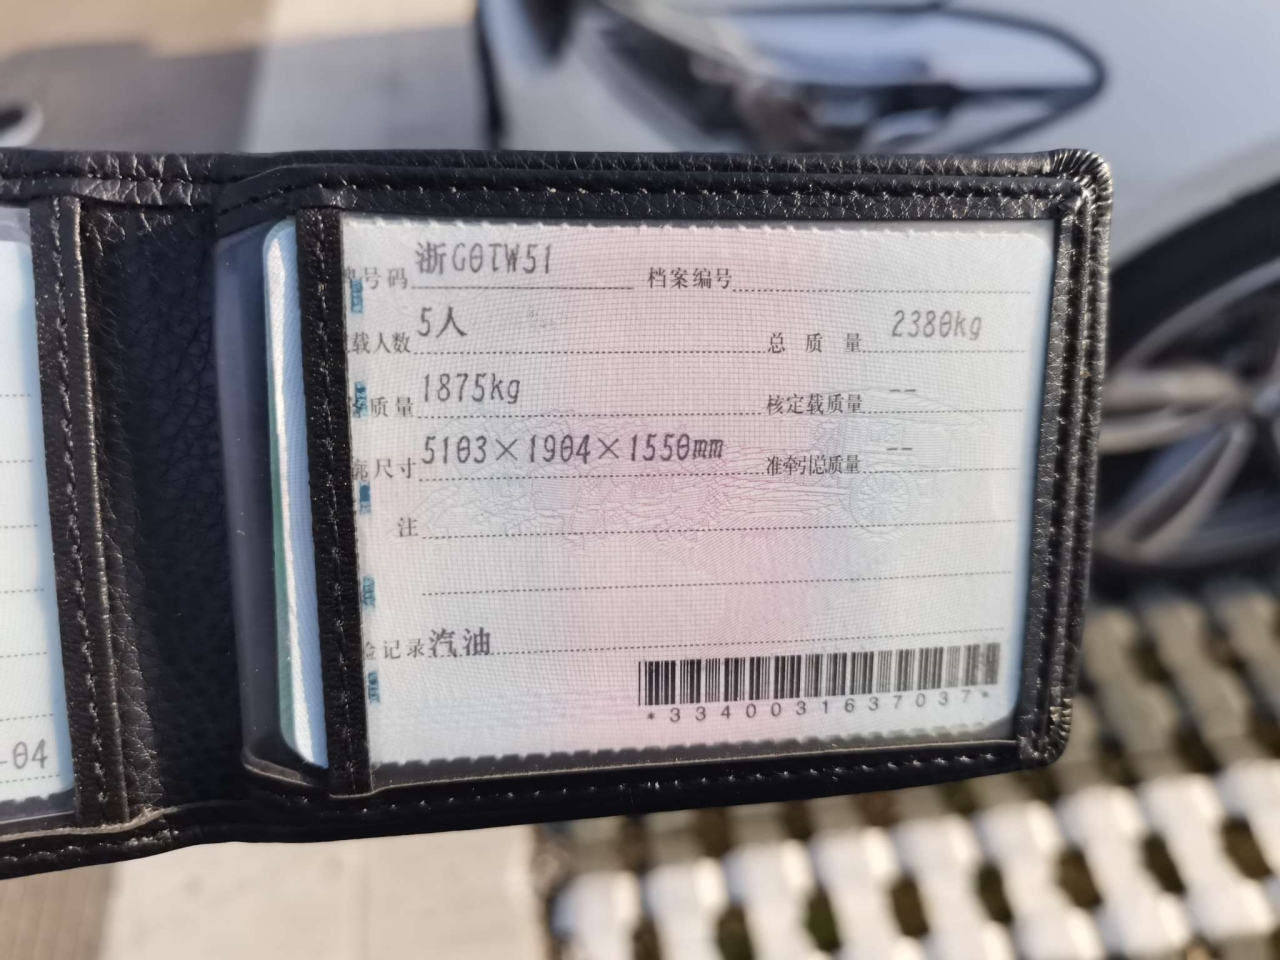 号码 浙G0TW51 档案编号
载人数 5人 总质量 2380kg
质量 1875kg 核定载质量 --
尺寸 5103×1904×1550mm 准牵引总质量 --
注
记录 汽油
*3340031637037*
-04